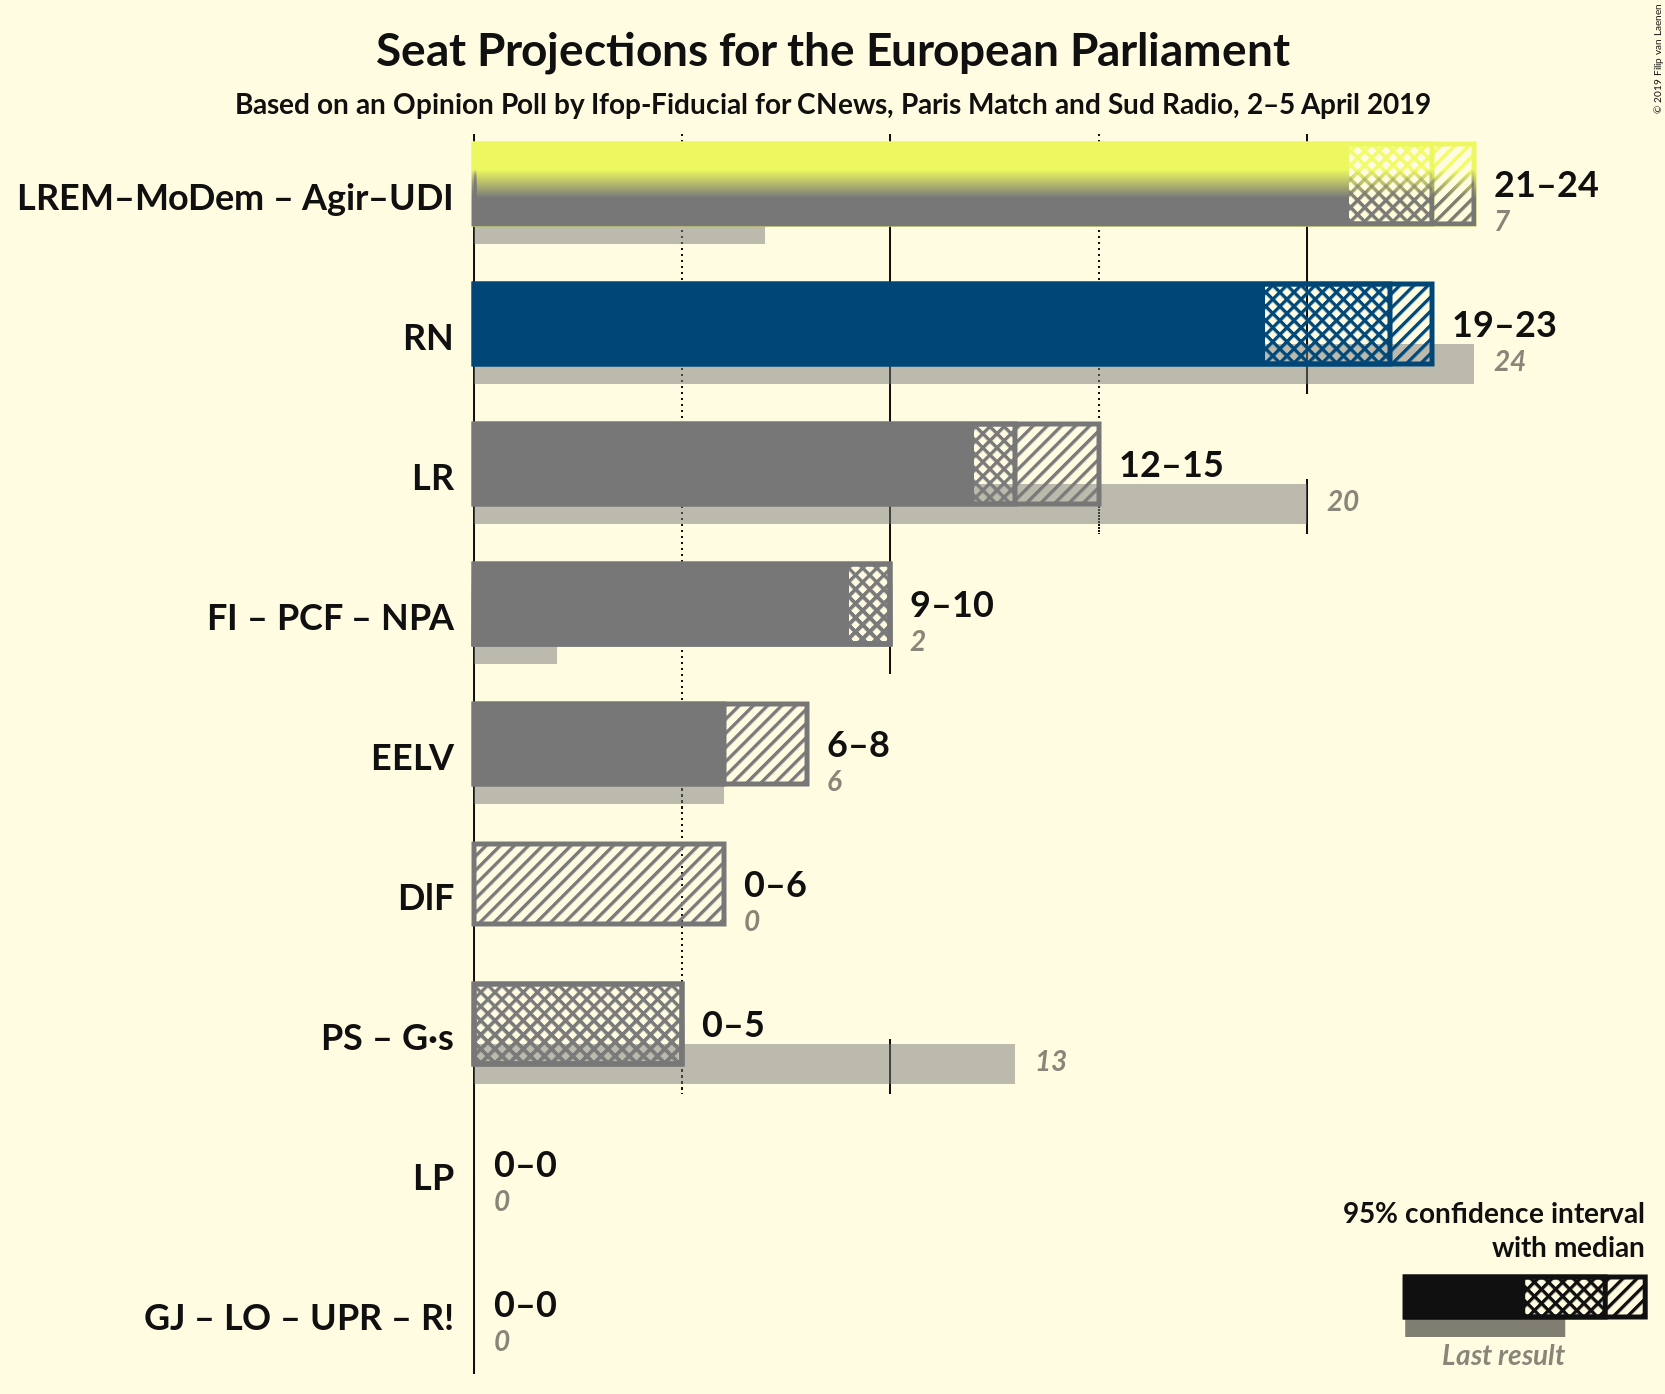 Seat Projections for the European Parliament
Based on an Opinion Poll by Ifop-Fiducial for CNews, Paris Match and Sud Radio, 2–5 April 2019
© 2019 Filip van Laenen
LREM–MoDem – Agir–UDI
21–24
7
RN
19–23
24
LR
12–15
20
FI – PCF – NPA
9–10
2
EELV
6–8
6
DlF
0–6
0
PS – G·s
0–5
13
LP
0–0
0
GJ – LO – UPR – R!
0–0
0
95% confidence interval
with median
Last result